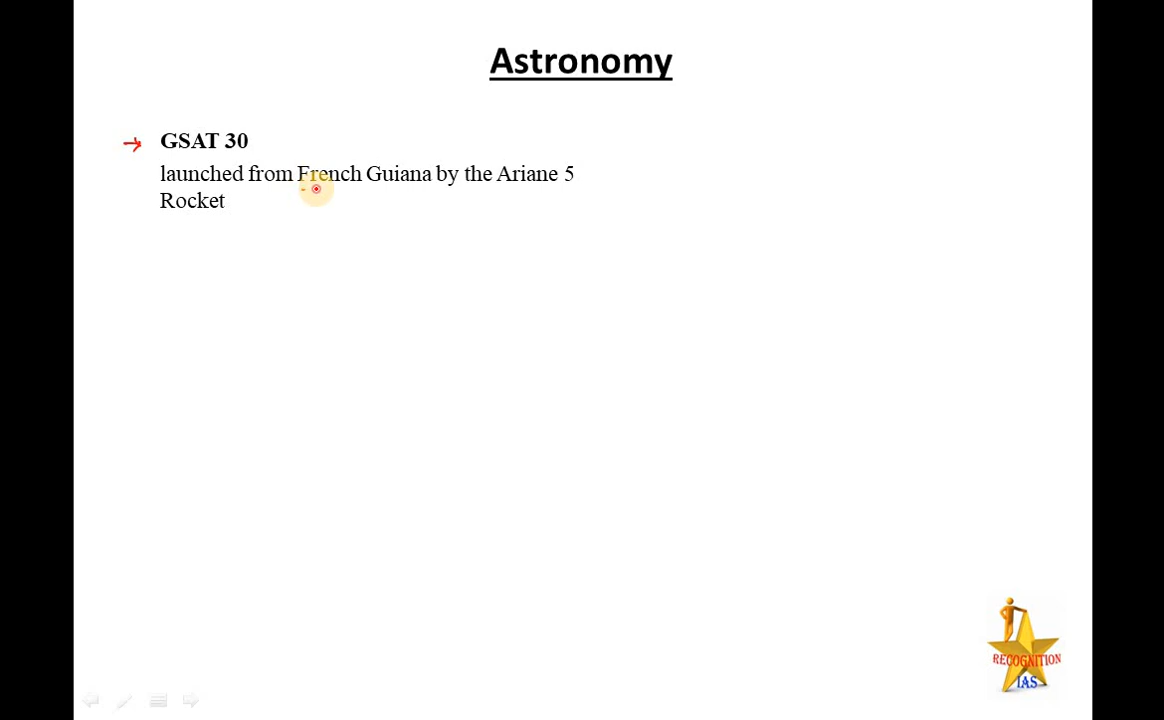 Astronomy
GSAT 30
launched from French Guiana by the Ariane 5
Rocket
RECOGNITION
IAS